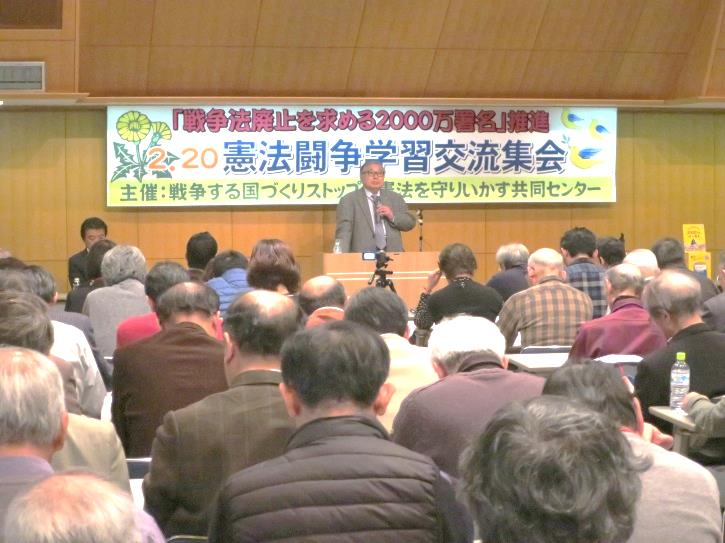 「戦争法廃止を求める2000万署名」推進
2.20 憲法闘争学習交流集会
主催:戦争する国づくりストップ 憲法を守りいかす共同センター